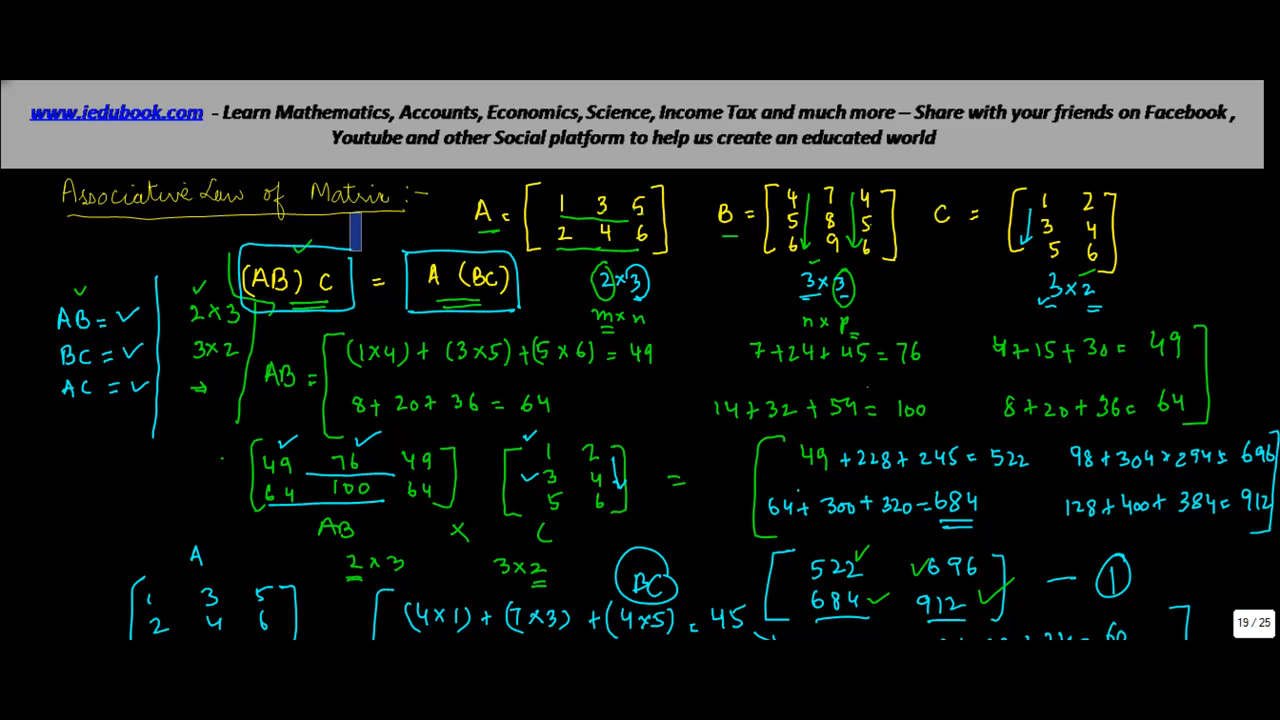 www.iedubook.com - Learn Mathematics, Accounts, Economics, Science, Income Tax and much more – Share with your friends on Facebook ,
Youtube and other Social platform to help us create an educated world
Associative Law of Matrix :-
A = [ 1 3 5
2 4 6 ]
2×3
m×n
B = [ 4 7 4
5 8 5
6 9 6 ]
3×3
n×p
C = [ 1 2
3 4
5 6 ]
3×2
(AB) C = A (BC)
AB = ✓
BC = ✓
AC = ✓
✓
2×3
3×2
⇒
AB = [ (1×4) + (3×5) + (5×6) = 49 7+24+45 = 76 4+15+30 = 49
8+20+36 = 64 14+32+54 = 100 8+20+36 = 64 ]
[ 49 76 49
64 100 64 ]
AB
2×3
×
[ 1 2
3 4
5 6 ]
C
3×2
= [ 49+228+245 = 522 98+304+294 = 696
64+300+320 = 684 128+400+384 = 912 ]
[ 522 696
684 912 ] — 1
A
[ 1 3 5
2 4 6 ]
BC
[ (4×1) + (7×3) + (4×5) = 45
19 / 25